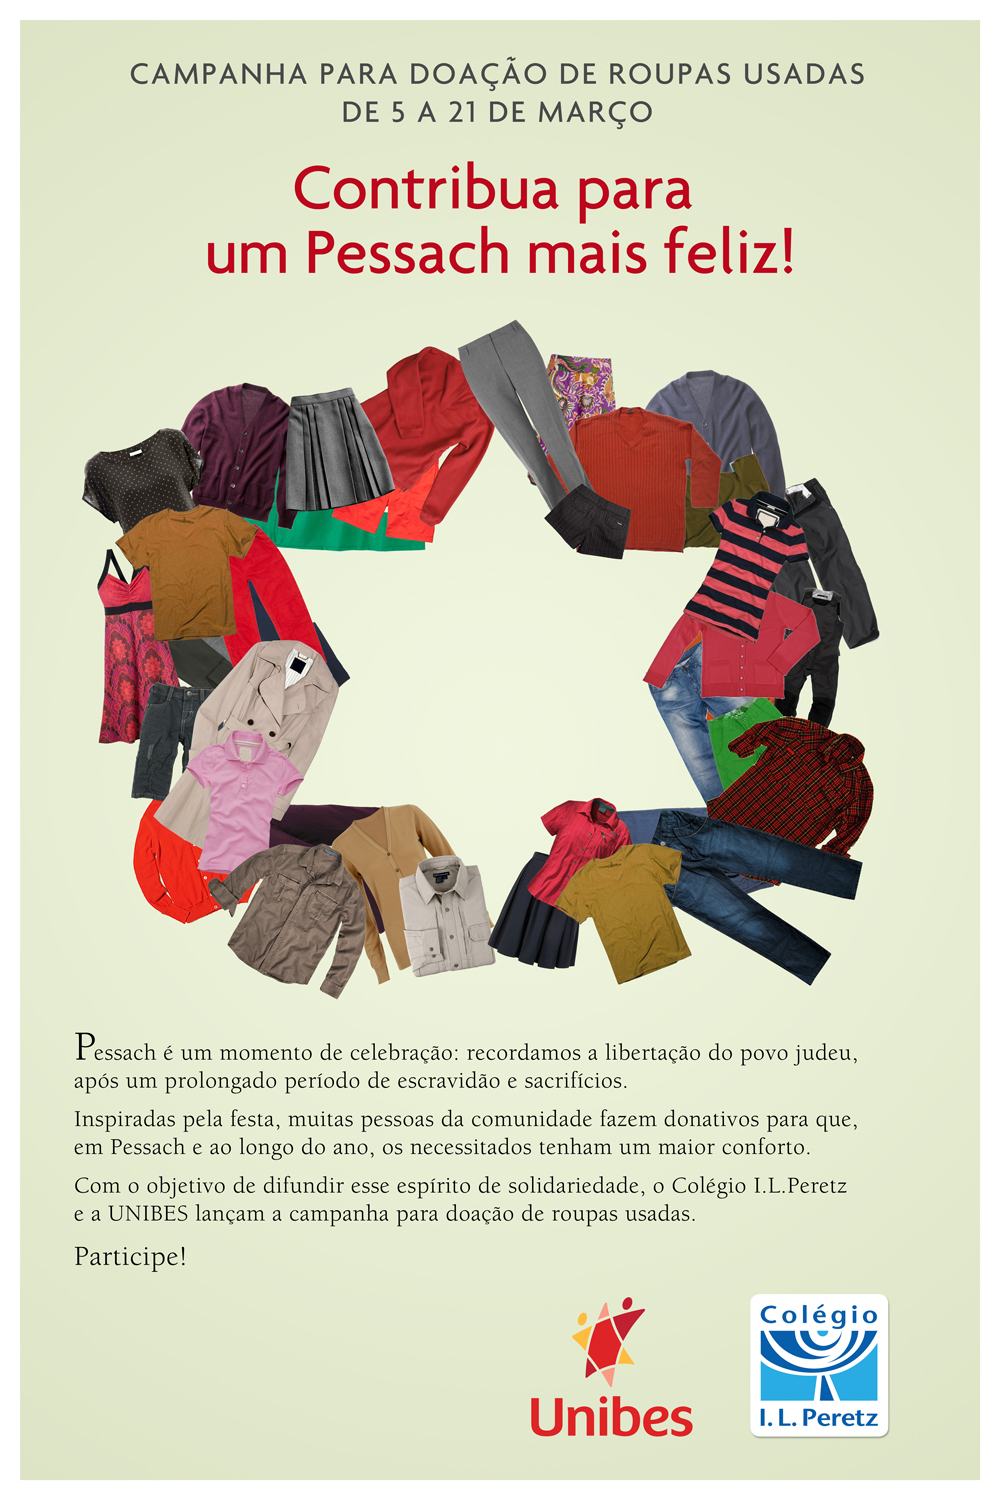 CAMPANHA PARA DOAÇÃO DE ROUPAS USADAS
DE 5 A 21 DE MARÇO
Contribua para
um Pessach mais feliz!
Pessach é um momento de celebração: recordamos a libertação do povo judeu,
após um prolongado período de escravidão e sacrifícios.
Inspiradas pela festa, muitas pessoas da comunidade fazem donativos para que,
em Pessach e ao longo do ano, os necessitados tenham um maior conforto.
Com o objetivo de difundir esse espírito de solidariedade, o Colégio I.L.Peretz
e a UNIBES lançam a campanha para doação de roupas usadas.
Participe!
Unibes
Colégio
I. L. Peretz